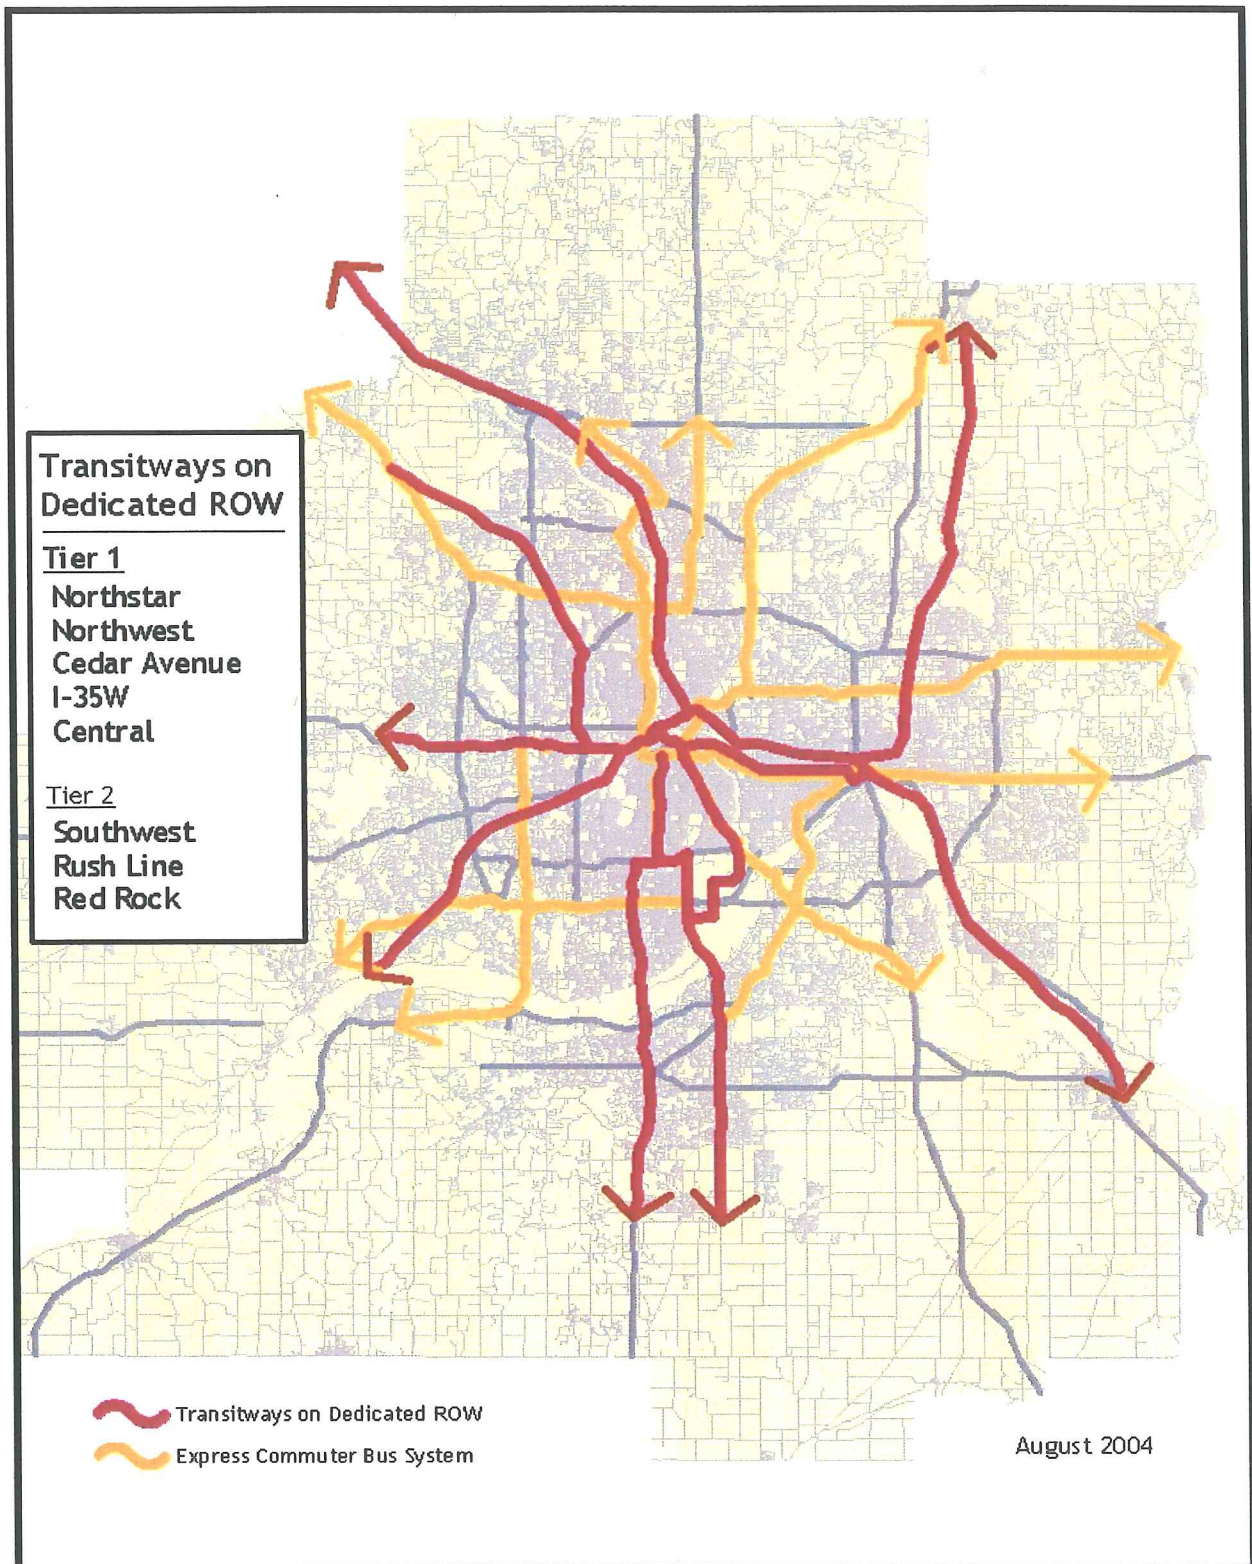 Transitways on
Dedicated ROW
Tier 1
Northstar
Northwest
Cedar Avenue
I-35W
Central
Tier 2
Southwest
Rush Line
Red Rock
Transitways on Dedicated ROW
Express Commuter Bus System
August 2004